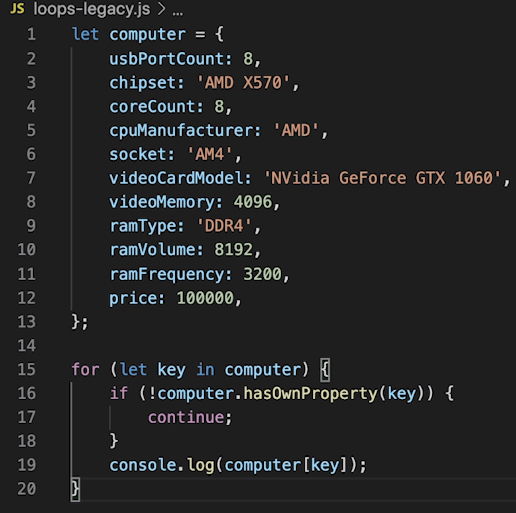 JS loops-legacy.js > ...
1 let computer = {
2     usbPortCount: 8,
3     chipset: 'AMD X570',
4     coreCount: 8,
5     cpuManufacturer: 'AMD',
6     socket: 'AM4',
7     videoCardModel: 'NVidia GeForce GTX 1060',
8     videoMemory: 4096,
9     ramType: 'DDR4',
10     ramVolume: 8192,
11     ramFrequency: 3200,
12     price: 100000,
13 };
14
15 for (let key in computer) {
16     if (!computer.hasOwnProperty(key)) {
17         continue;
18     }
19     console.log(computer[key]);
20 }